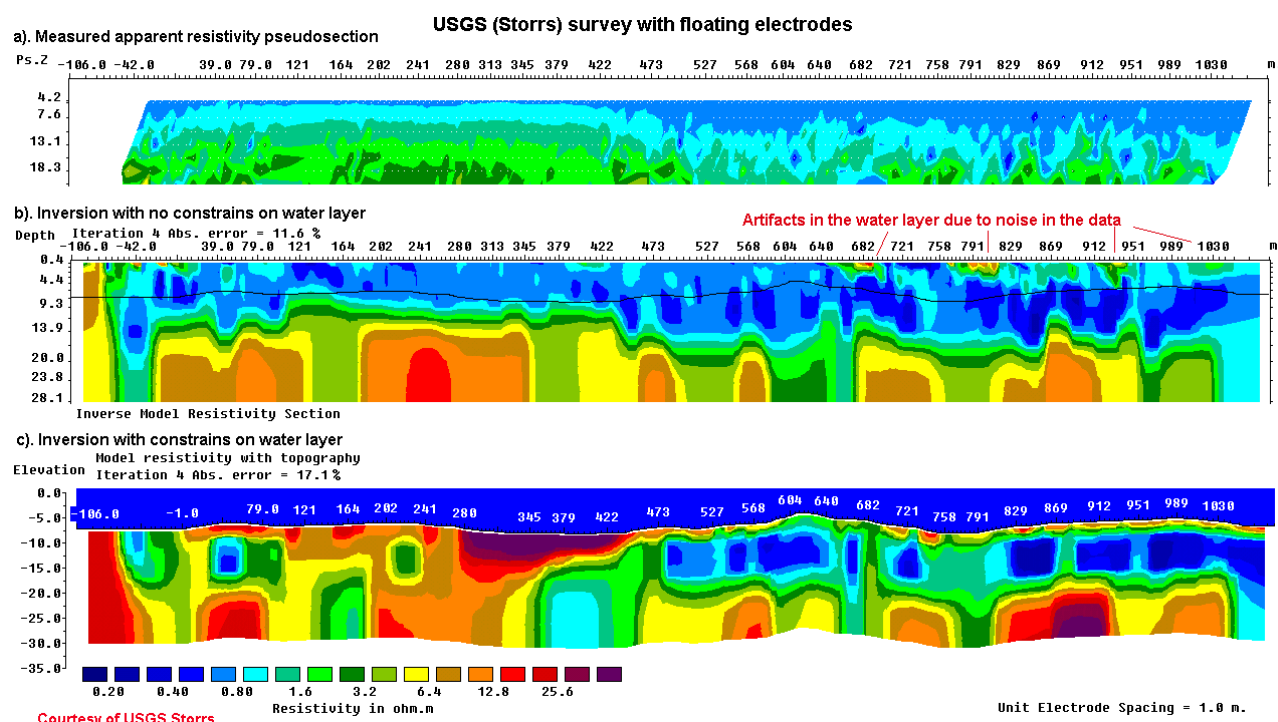 USGS (Storrs) survey with floating electrodes
a). Measured apparent resistivity pseudosection
Ps.Z -106.0 -42.0 39.0 79.0 121 164 202 241 280 313 345 379 422 473 527 568 604 640 682 721 758 791 829 869 912 951 989 1030 m
4.2
7.6
13.1
18.3
b). Inversion with no constrains on water layer
Artifacts in the water layer due to noise in the data
Depth Iteration 4 Abs. error = 11.6 %
-106.0 -42.0 39.0 79.0 121 164 202 241 280 313 345 379 422 473 527 568 604 640 682 721 758 791 829 869 912 951 989 1030 m
0.4
4.4
9.3
13.9
20.0
23.8
28.1
Inverse Model Resistivity Section
c). Inversion with constrains on water layer
Model resistivity with topography
Elevation Iteration 4 Abs. error = 17.1 %
0.0
-5.0
-106.0 -1.0 79.0 121 164 202 241 280 345 379 422 473 527 568 604 640 682 721 758 791 829 869 912 951 989 1030
-10.0
-15.0
-20.0
-25.0
-30.0
-35.0
0.20 0.40 0.80 1.6 3.2 6.4 12.8 25.6
Resistivity in ohm.m
Unit Electrode Spacing = 1.0 m.
Courtesy of USGS Storrs